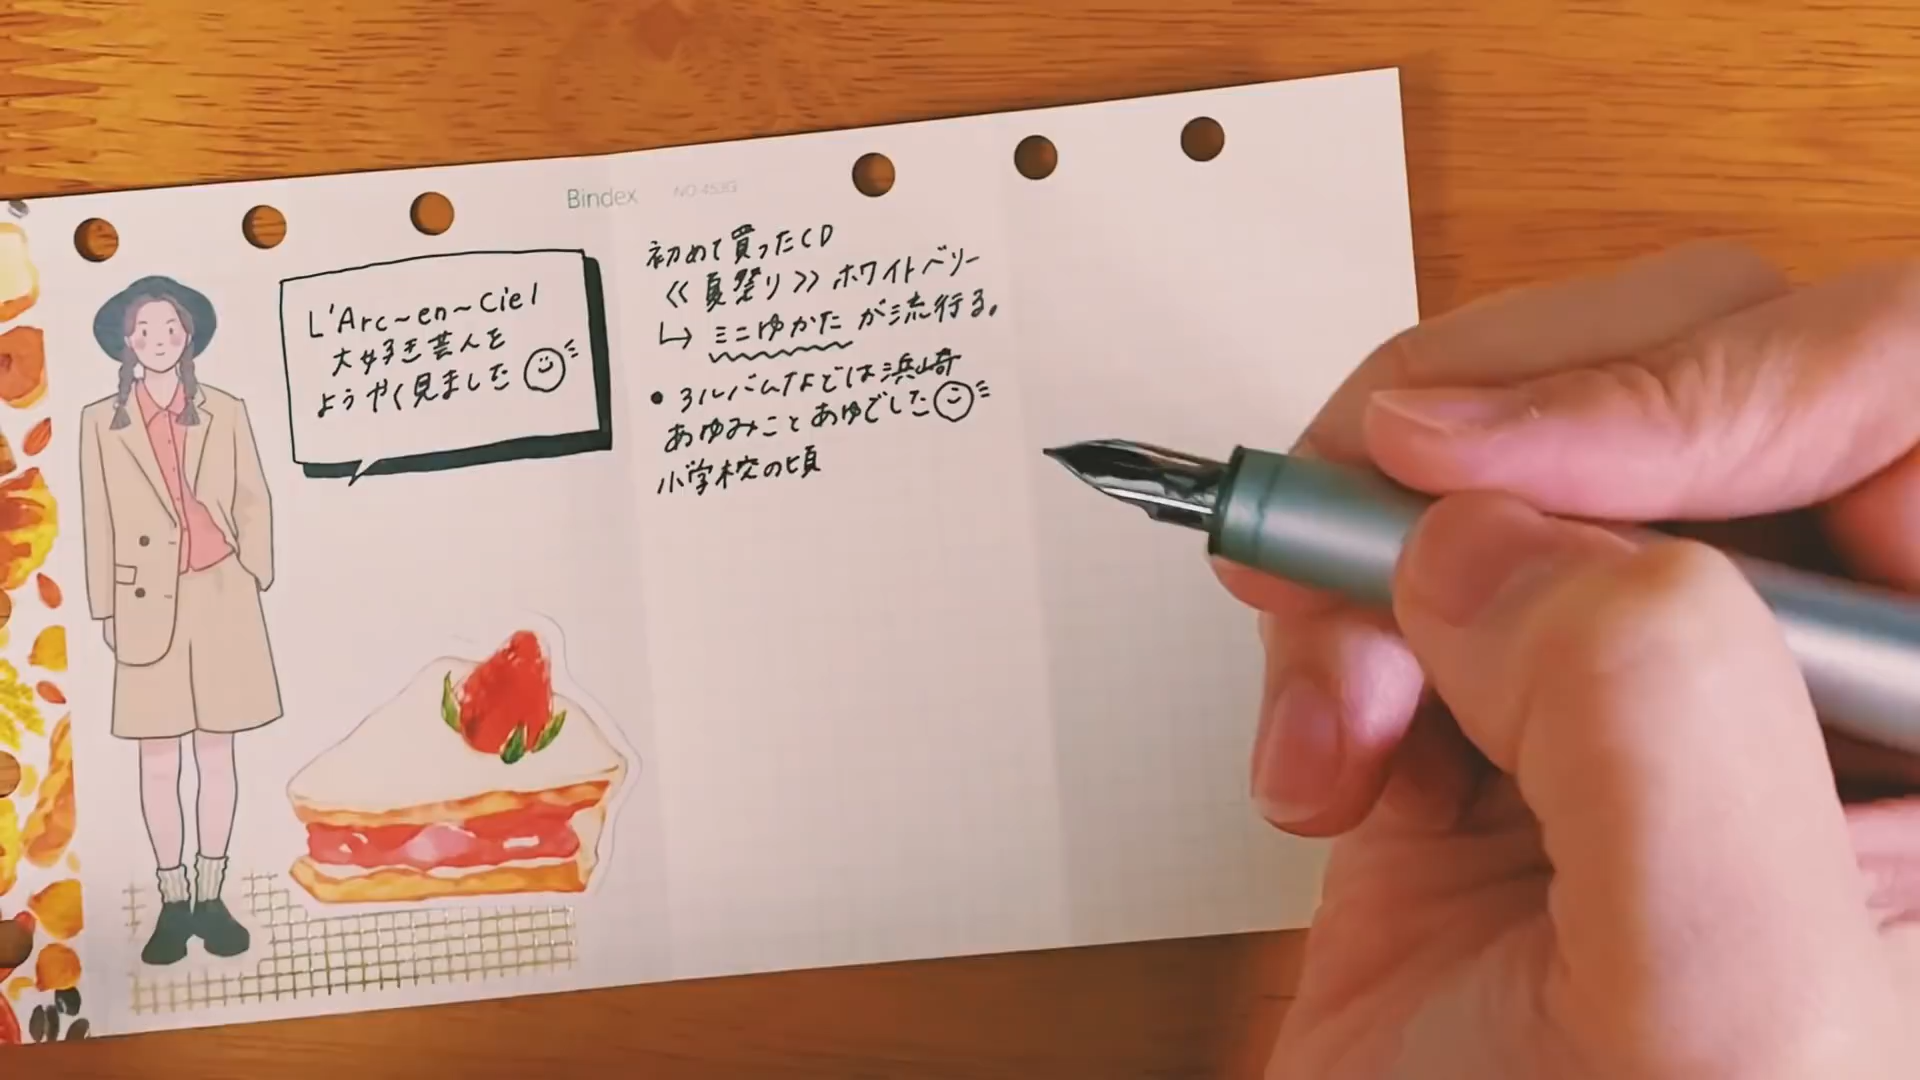 Bindex NO.453G
L'Arc~en~Ciel
大好き芸人を
ようやく見ました
初めて買ったCD
《夏祭り》ホワイトベリー
↳ミニゆかたが流行る。
• アルバムなどは浜崎
あゆみことあゆでした
小学校の頃